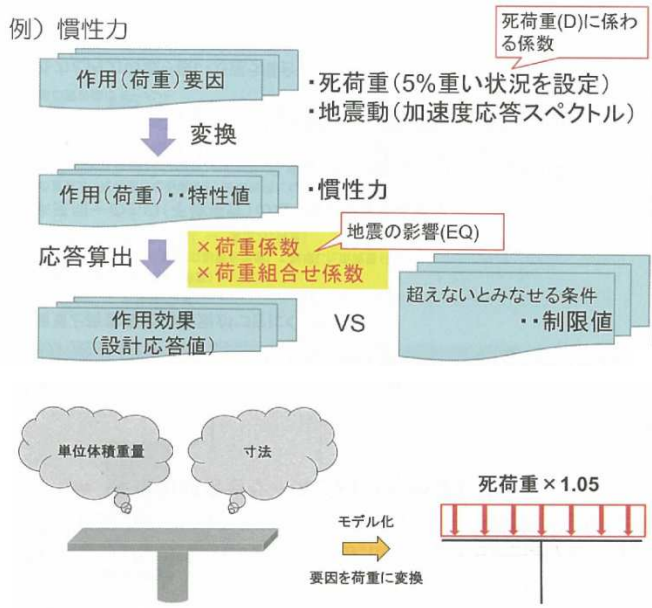 例）慣性力
死荷重(D)に係わ
る係数
作用(荷重)要因
・死荷重(5%重い状況を設定)
・地震動(加速度応答スペクトル)
変換
作用(荷重)・・特性値
・慣性力
応答算出
×荷重係数
×荷重組合せ係数
地震の影響(EQ)
作用効果
(設計応答値)
VS
超えないとみなせる条件
・・制限値
単位体積重量
寸法
死荷重×1.05
モデル化
要因を荷重に変換